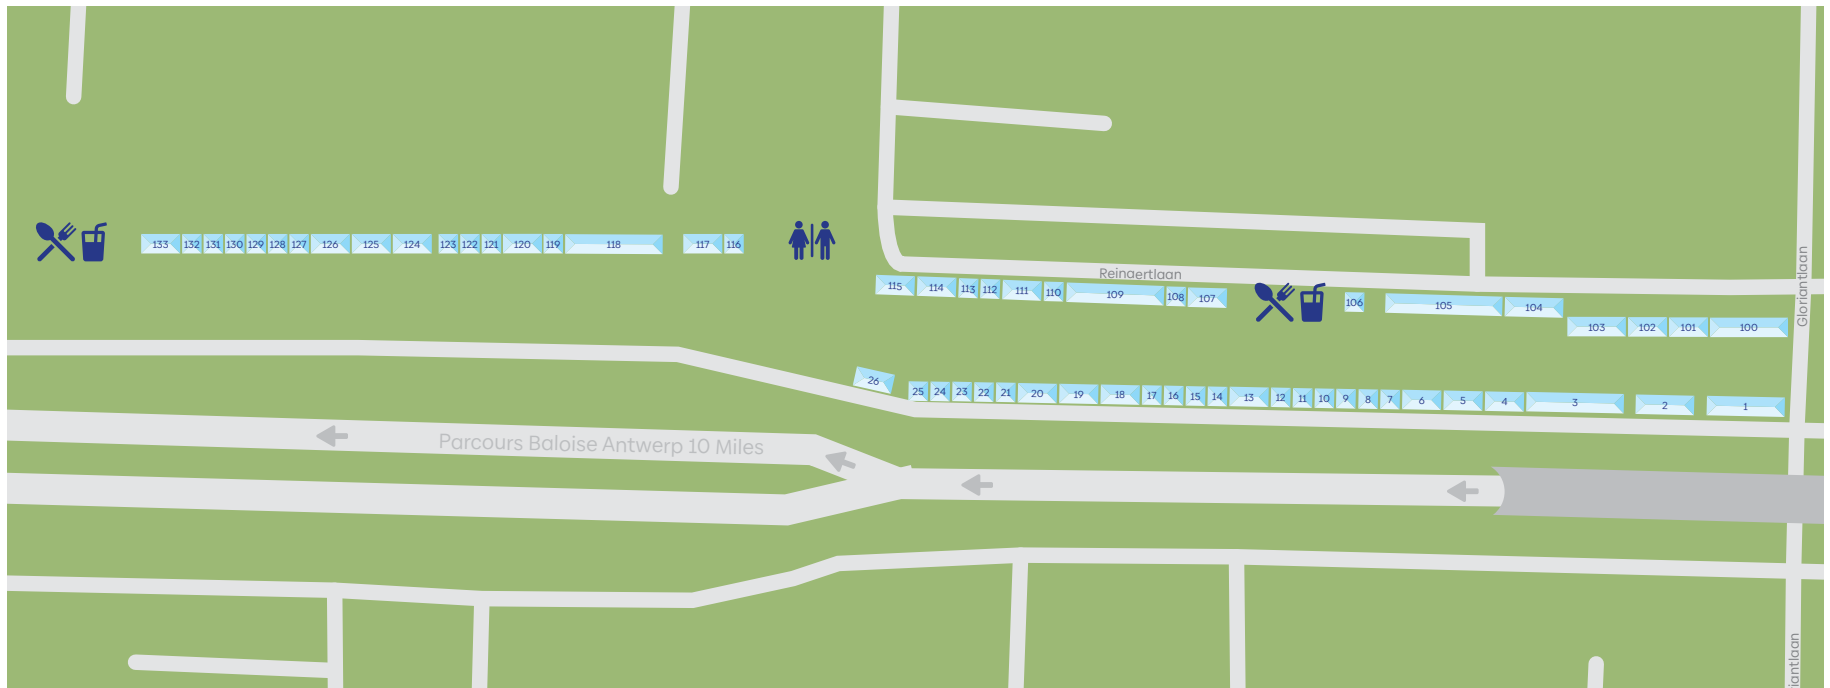 133 132 131 130 129 128 127 126 125 124 123 122 121 120 119 118 117 116
Reinaertlaan
Gloriantlaan
115 114 113 112 111 110 109 108 107 106 105 104
103 102 101 100
26
25 24 23 22 21 20 19 18 17 16 15 14 13 12 11 10 9 8 7 6 5 4 3 2 1
Parcours Baloise Antwerp 10 Miles
iantlaan